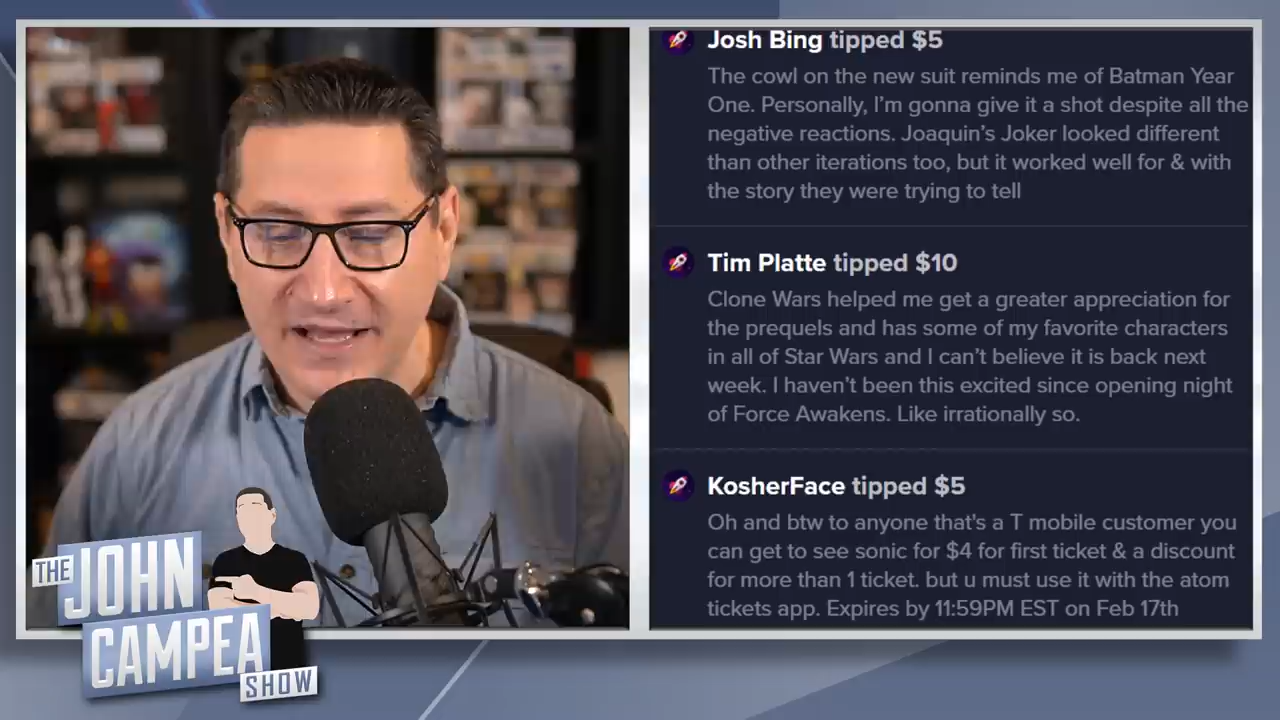 Josh Bing tipped $5
The cowl on the new suit reminds me of Batman Year
One. Personally, I'm gonna give it a shot despite all the
negative reactions. Joaquin's Joker looked different
than other iterations too, but it worked well for & with
the story they were trying to tell
Tim Platte tipped $10
Clone Wars helped me get a greater appreciation for
the prequels and has some of my favorite characters
in all of Star Wars and I can't believe it is back next
week. I haven't been this excited since opening night
of Force Awakens. Like irrationally so.
KosherFace tipped $5
Oh and btw to anyone that's a T mobile customer you
can get to see sonic for $4 for first ticket & a discount
for more than 1 ticket. but u must use it with the atom
tickets app. Expires by 11:59PM EST on Feb 17th
THE JOHN
CAMPEA
SHOW